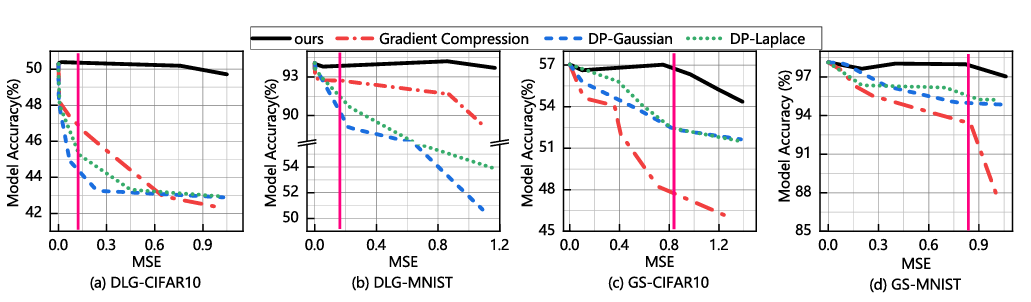 ours Gradient Compression DP-Gaussian DP-Laplace
Model Accuracy(%)
50
48
46
44
42
0.0 0.3 0.6 0.9
MSE
(a) DLG-CIFAR10
Model Accuracy(%)
93
90
54
52
50
0.0 0.4 0.8 1.2
MSE
(b) DLG-MNIST
Model Accuracy(%)
57
54
51
48
45
0.0 0.4 0.8 1.2
MSE
(c) GS-CIFAR10
Model Accuracy (%)
97
94
91
88
85
0.0 0.3 0.6 0.9
MSE
(d) GS-MNIST